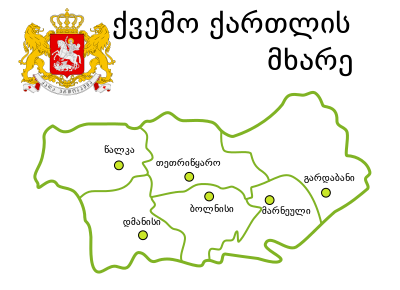 ქვემო ქართლის
მხარე
წალკა
თეთრიწყარო
გარდაბანი
ბოლნისი
მარნეული
დმანისი